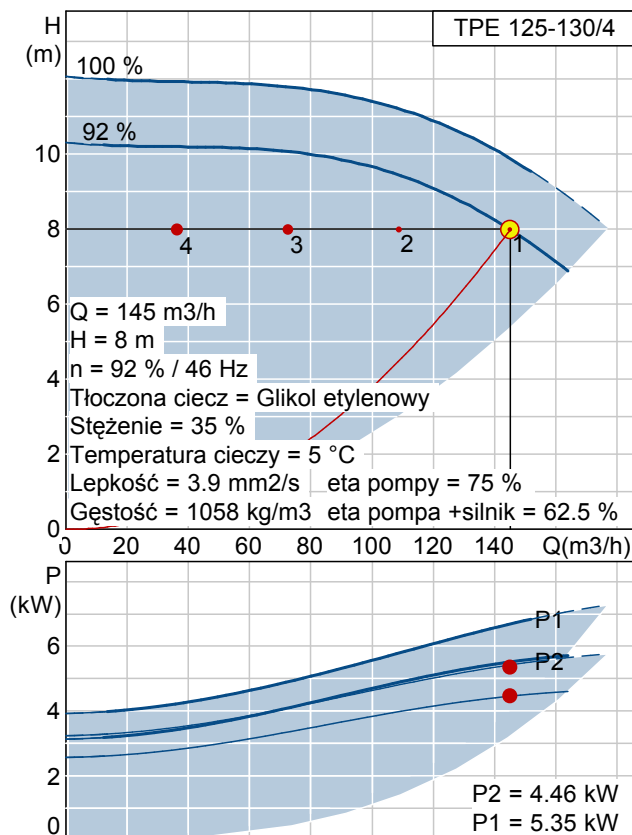 H
(m)
TPE 125-130/4
100 %
92 %
10
8
6
4
2
0
4
3
2
1
Q = 145 m3/h
H = 8 m
n = 92 % / 46 Hz
Tłoczona ciecz = Glikol etylenowy
Stężenie = 35 %
Temperatura cieczy = 5 °C
Lepkość = 3.9 mm2/s eta pompy = 75 %
Gęstość = 1058 kg/m3 eta pompa +silnik = 62.5 %
0 20 40 60 80 100 120 140 Q(m3/h)
P
(kW)
6
4
2
0
P1
P2
P2 = 4.46 kW
P1 = 5.35 kW